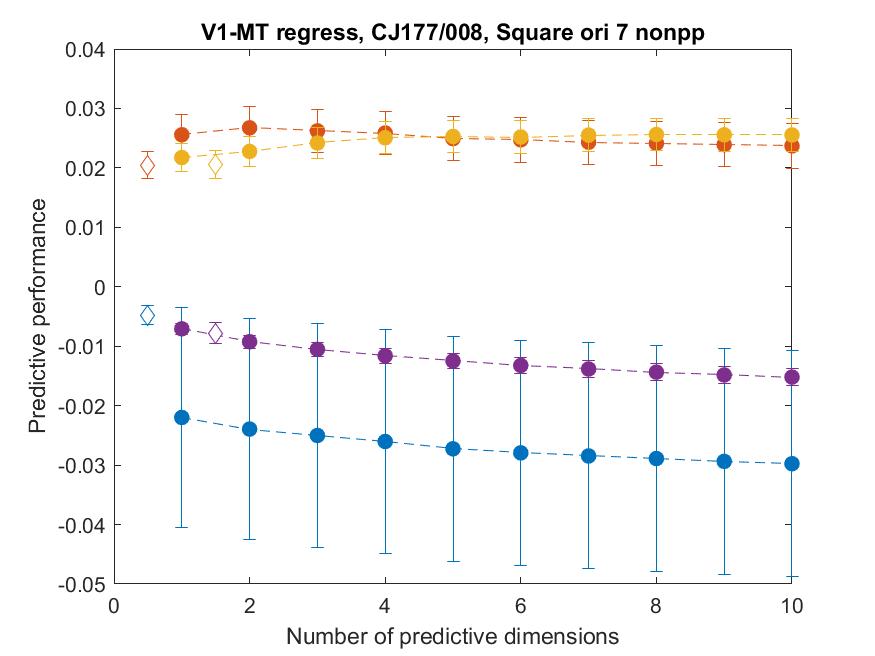 V1-MT regress, CJ177/008, Square ori 7 nonpp
0.04
0.03
0.02
0.01
0
-0.01
-0.02
-0.03
-0.04
-0.05
Predictive performance
0 2 4 6 8 10
Number of predictive dimensions